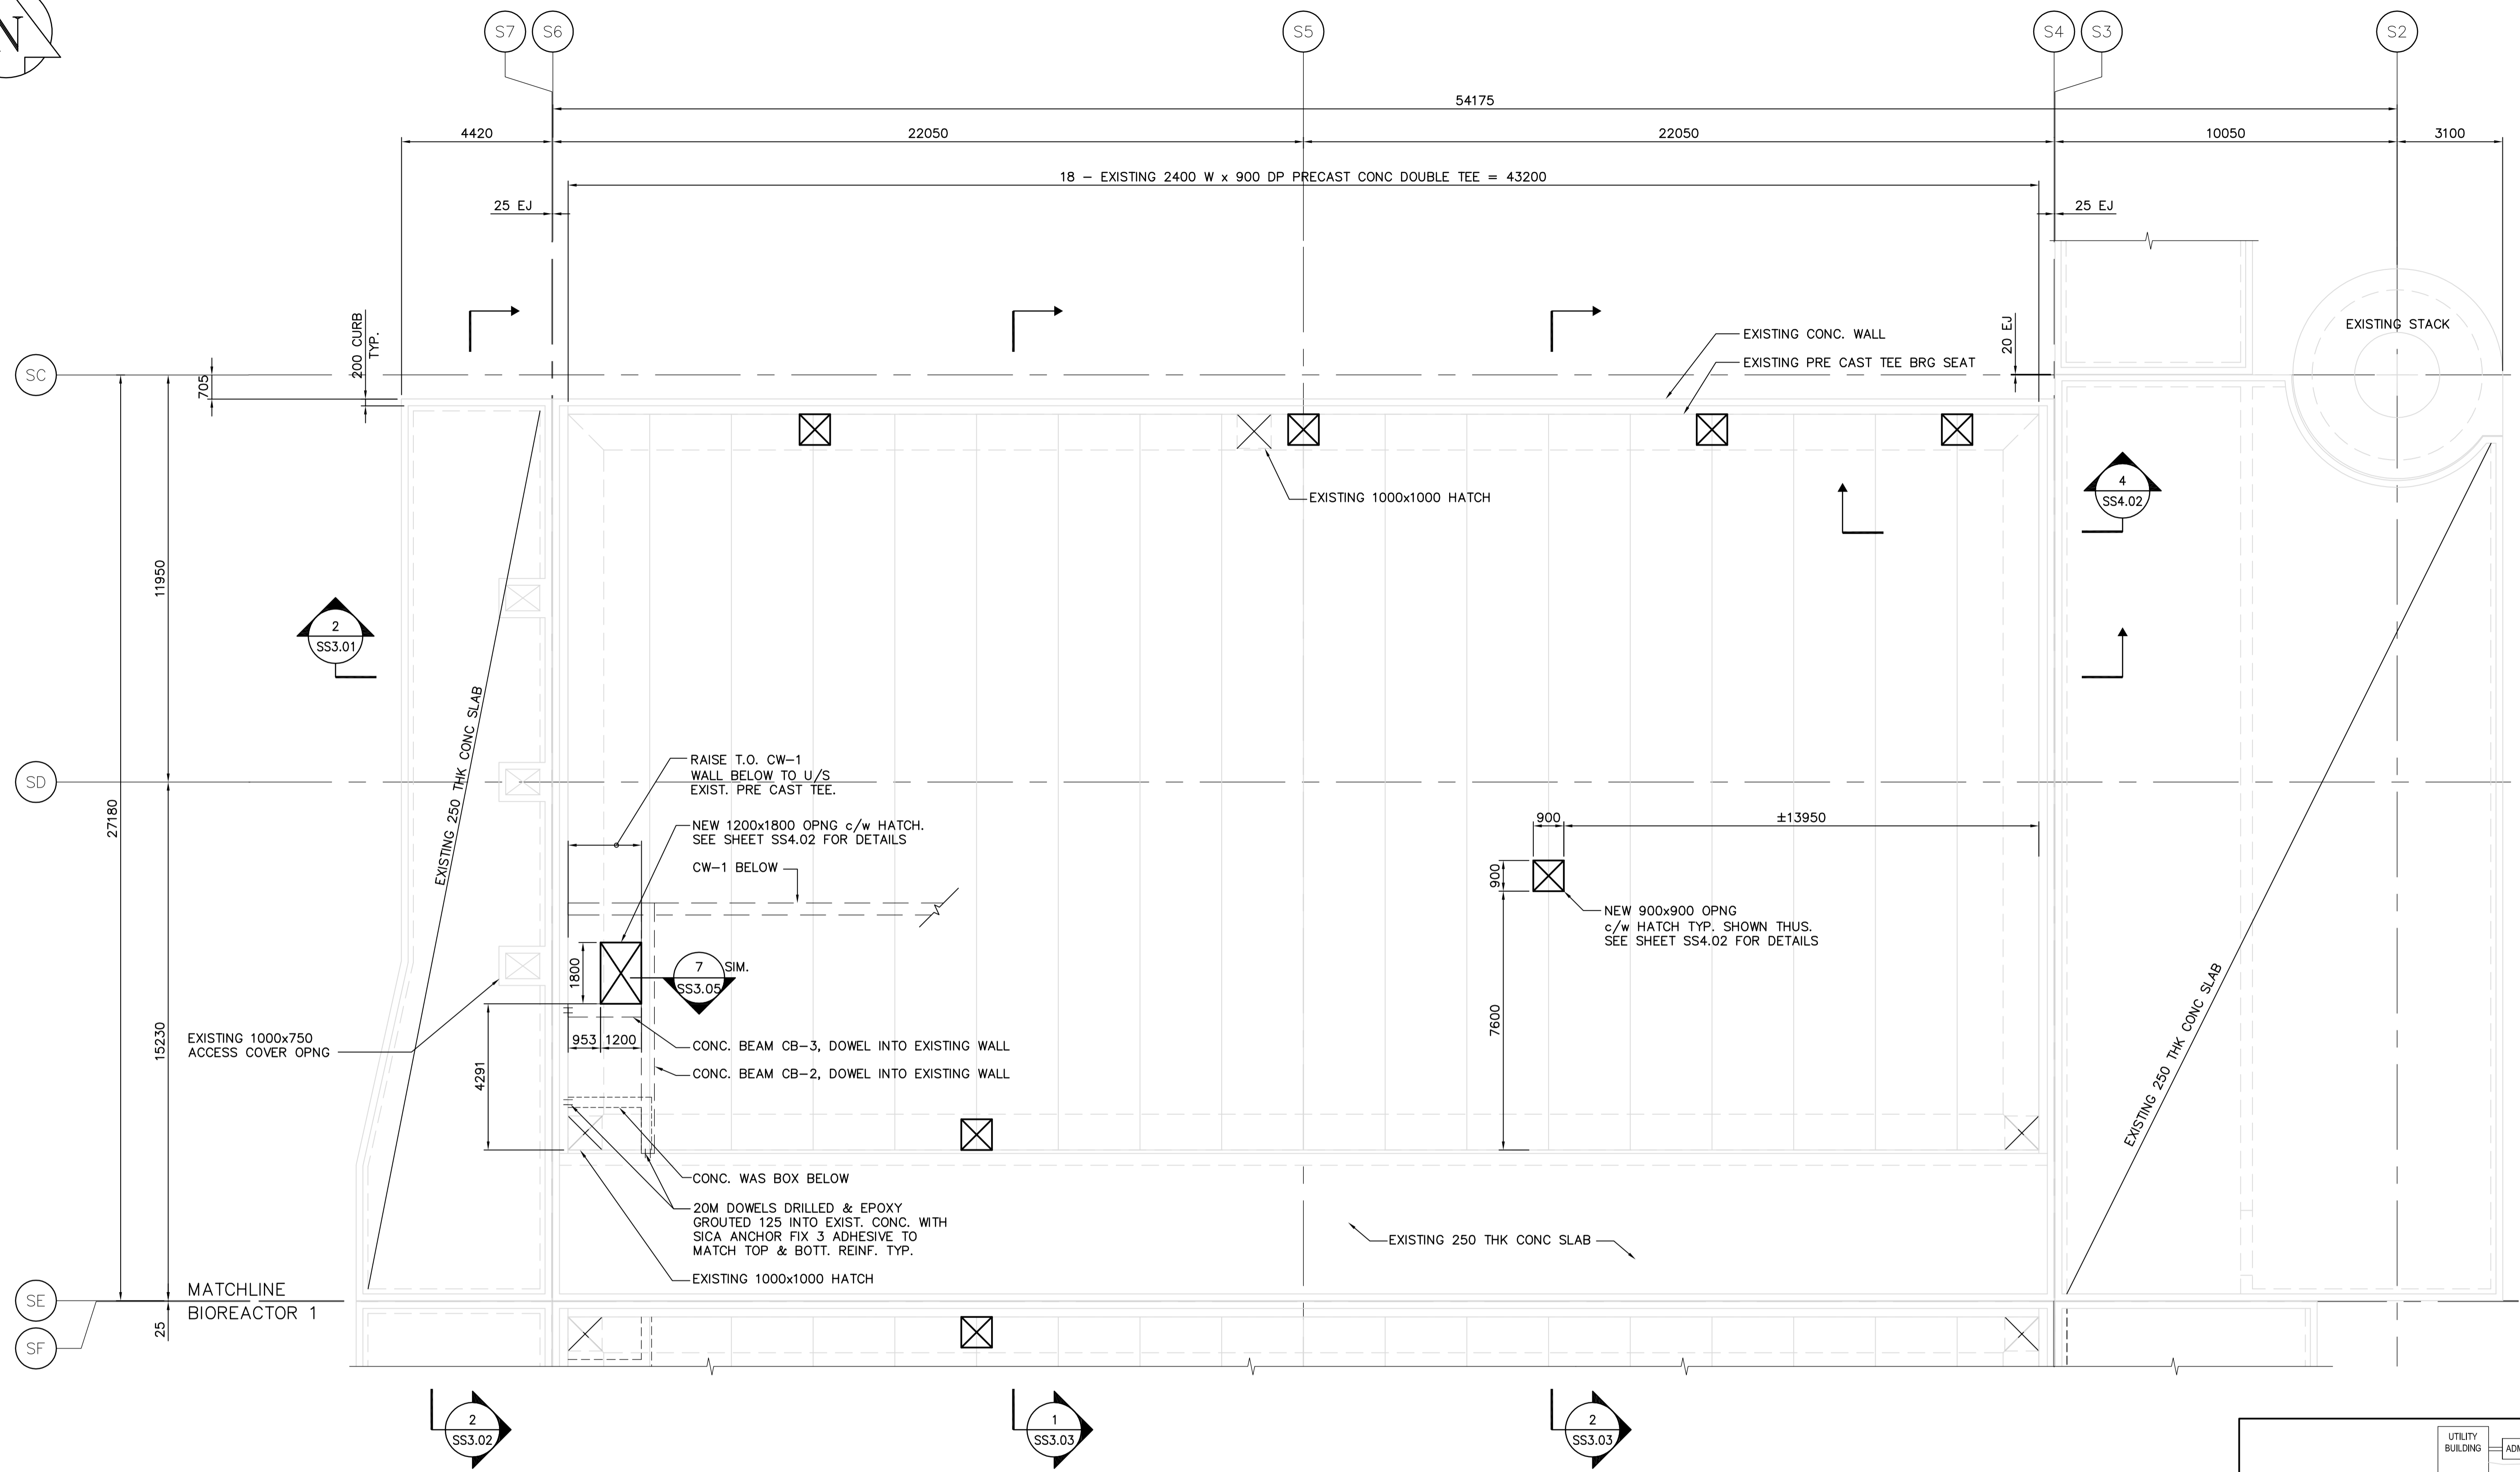 N
S7
S6
S5
S4
S3
S2
54175
4420
22050
22050
10050
3100
18 - EXISTING 2400 W x 900 DP PRECAST CONC DOUBLE TEE = 43200
25 EJ
25 EJ
200 CURB
TYP.
20 EJ
EXISTING STACK
EXISTING CONC. WALL
EXISTING PRE CAST TEE BRG SEAT
SC
705
EXISTING 1000x1000 HATCH
4
SS4.02
11950
2
SS3.01
EXISTING 250 THK CONC SLAB
RAISE T.O. CW-1
WALL BELOW TO U/S
EXIST. PRE CAST TEE.
SD
27180
NEW 1200x1800 OPNG c/w HATCH.
SEE SHEET SS4.02 FOR DETAILS
CW-1 BELOW
900
±13950
900
NEW 900x900 OPNG
c/w HATCH TYP. SHOWN THUS.
SEE SHEET SS4.02 FOR DETAILS
1800
7
SIM.
SS3.05
7600
EXISTING 250 THK CONC SLAB
15230
EXISTING 1000x750
ACCESS COVER OPNG
953
1200
CONC. BEAM CB-3, DOWEL INTO EXISTING WALL
CONC. BEAM CB-2, DOWEL INTO EXISTING WALL
4291
CONC. WAS BOX BELOW
20M DOWELS DRILLED & EPOXY
GROUTED 125 INTO EXIST. CONC. WITH
SICA ANCHOR FIX 3 ADHESIVE TO
MATCH TOP & BOTT. REINF. TYP.
EXISTING 250 THK CONC SLAB
EXISTING 1000x1000 HATCH
SE
MATCHLINE
BIOREACTOR 1
25
SF
2
SS3.02
1
SS3.03
2
SS3.03
UTILITY
BUILDING